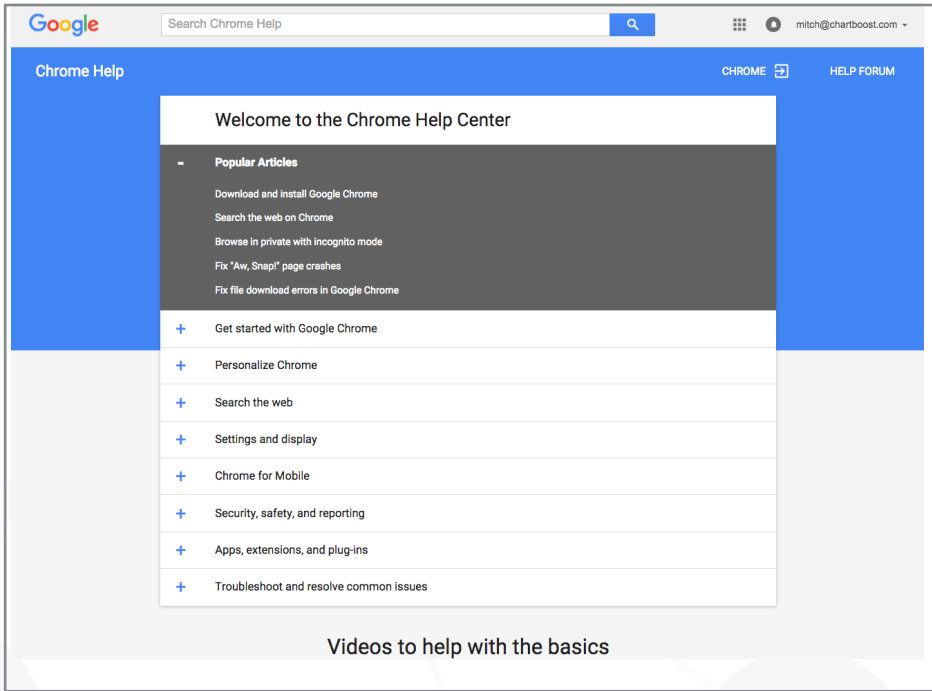 Google
Search Chrome Help
mitch@chartboost.com
Chrome Help
CHROME
HELP FORUM
Welcome to the Chrome Help Center
- Popular Articles
Download and install Google Chrome
Search the web on Chrome
Browse in private with incognito mode
Fix "Aw, Snap!" page crashes
Fix file download errors in Google Chrome
+ Get started with Google Chrome
+ Personalize Chrome
+ Search the web
+ Settings and display
+ Chrome for Mobile
+ Security, safety, and reporting
+ Apps, extensions, and plug-ins
+ Troubleshoot and resolve common issues
Videos to help with the basics